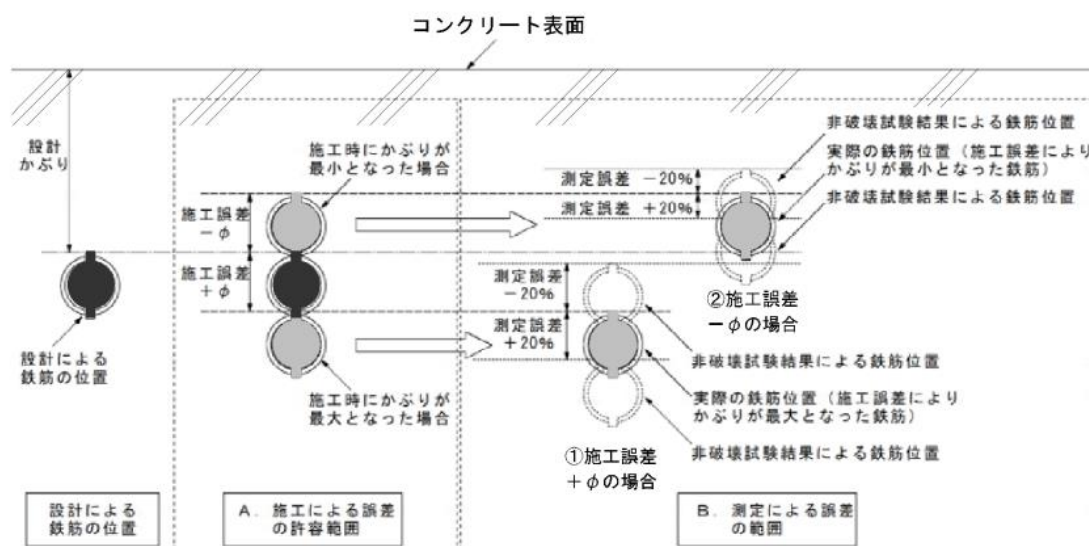 コンクリート表面
設計
かぶり
施工時にかぶりが
最小となった場合
施工誤差
－φ
施工誤差
＋φ
設計による
鉄筋の位置
施工時にかぶりが
最大となった場合
測定誤差 －20%
測定誤差 ＋20%
非破壊試験結果による鉄筋位置
実際の鉄筋位置（施工誤差により
かぶりが最小となった鉄筋）
非破壊試験結果による鉄筋位置
測定誤差
－20%
測定誤差
＋20%
②施工誤差
－φの場合
非破壊試験結果による鉄筋位置
実際の鉄筋位置（施工誤差により
かぶりが最大となった鉄筋）
非破壊試験結果による鉄筋位置
①施工誤差
＋φの場合
設計による
鉄筋の位置
A．施工による誤差
の許容範囲
B．測定による誤差
の範囲